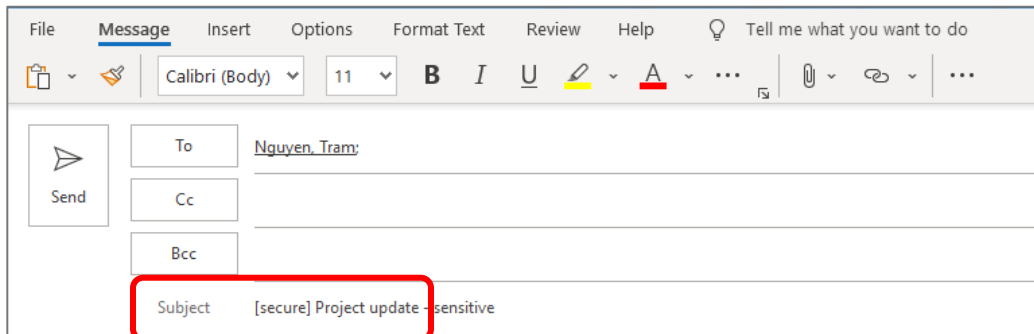 File Message Insert Options Format Text Review Help Tell me what you want to do
Calibri (Body) 11 B I U A
To Nguyen, Tram;
Send
Cc
Bcc
Subject [secure] Project update - sensitive